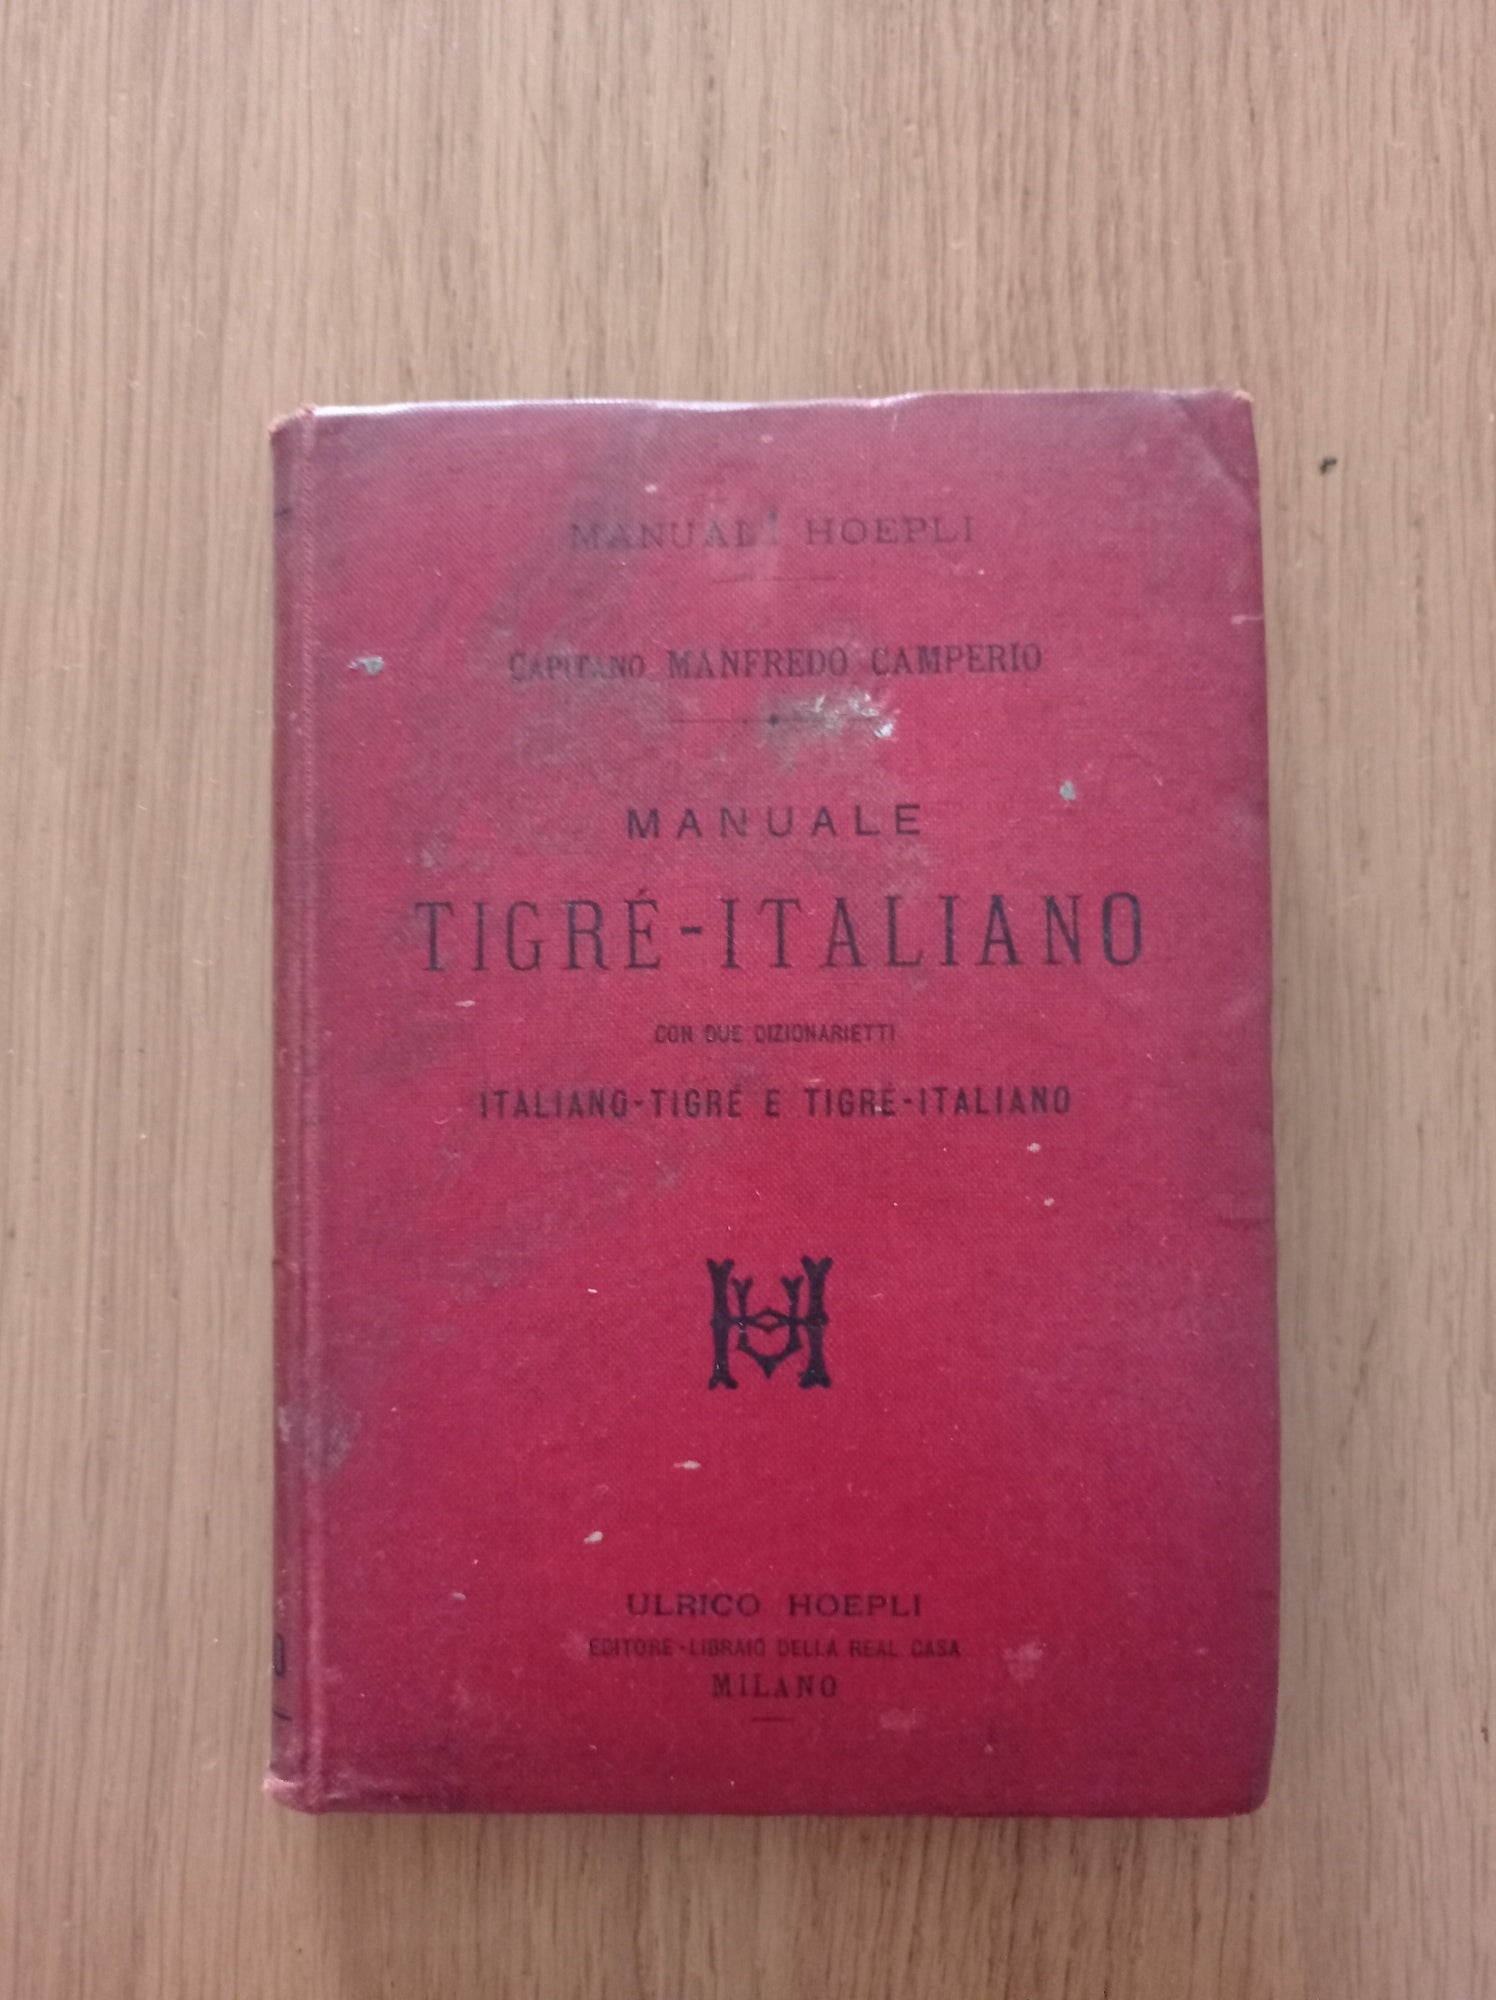 MANUALI HOEPLI
CAPITANO MANFREDO CAMPERIO
MANUALE
TIGRÉ-ITALIANO
CON DUE DIZIONARIETTI
ITALIANO-TIGRÉ E TIGRÉ-ITALIANO
UH
ULRICO HOEPLI
EDITORE-LIBRAIO DELLA REAL CASA
MILANO